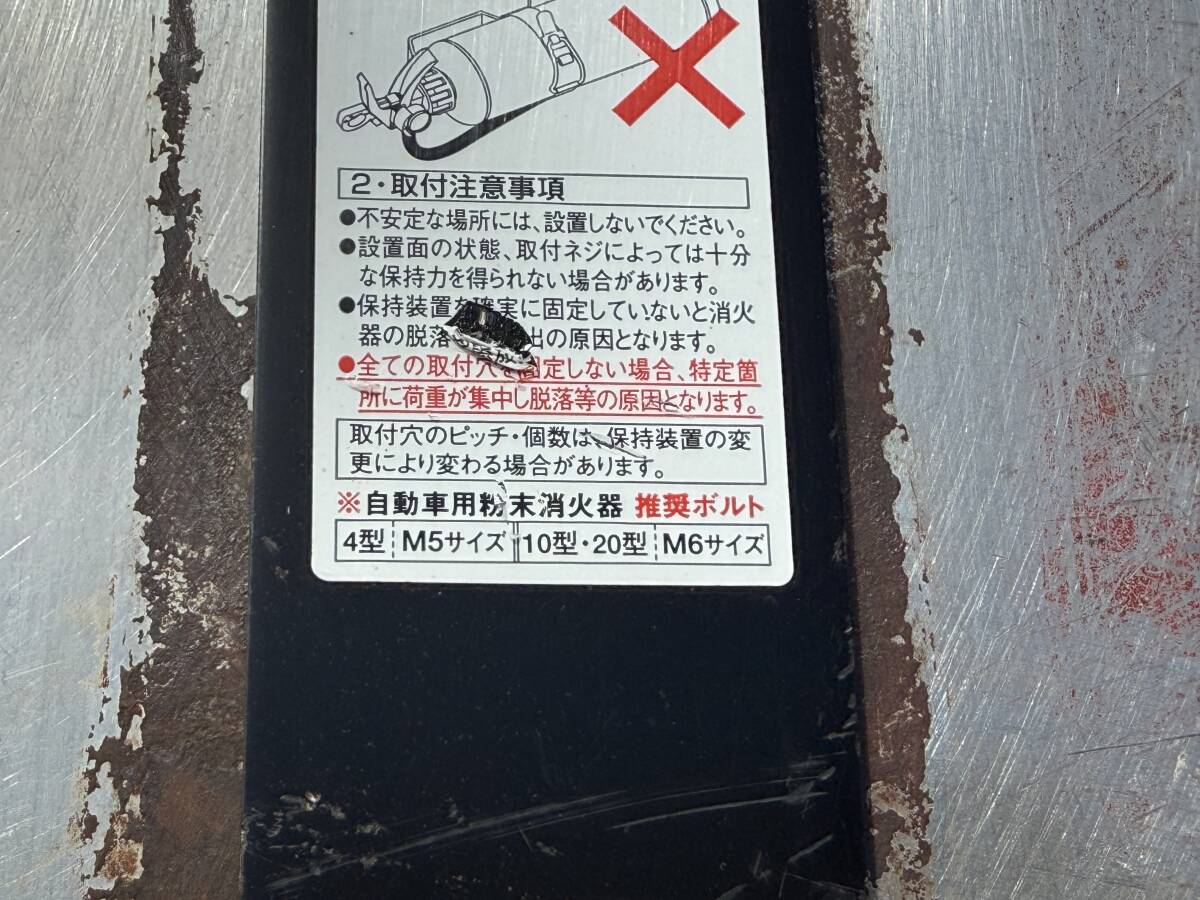 2・取付注意事項
●不安定な場所には、設置しないでください。
●設置面の状態、取付ネジによっては十分
な保持力を得られない場合があります。
●保持装置を確実に固定していないと消火
器の脱落 出の原因となります。
●全ての取付穴を固定しない場合、特定箇
所に荷重が集中し脱落等の原因となります。
取付穴のピッチ・個数は、保持装置の変
更により変わる場合があります。
※自動車用粉末消火器 推奨ボルト
4型 M5サイズ 10型・20型 M6サイズ